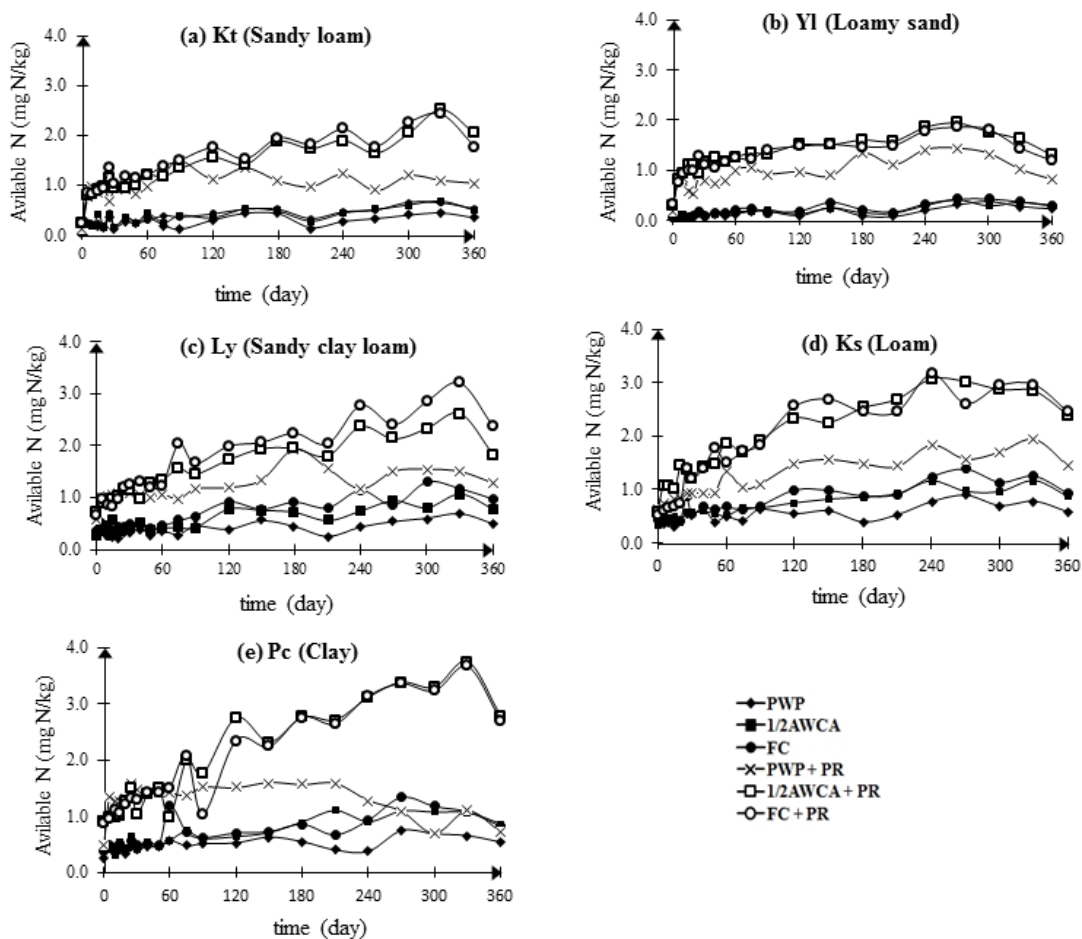 (a) Kt (Sandy loam)
Avilable N (mg N/kg)
4.0
3.0
2.0
1.0
0.0
0 60 120 180 240 300 360
time (day)
(b) Yl (Loamy sand)
Avilable N (mg N/kg)
4.0
3.0
2.0
1.0
0.0
0 60 120 180 240 300 360
time (day)
(c) Ly (Sandy clay loam)
Avilable N (mg N/kg)
4.0
3.0
2.0
1.0
0.0
0 60 120 180 240 300 360
time (day)
(d) Ks (Loam)
Avilable N (mg N/kg)
4.0
3.0
2.0
1.0
0.0
0 60 120 180 240 300 360
time (day)
(e) Pc (Clay)
Avilable N (mg N/kg)
4.0
3.0
2.0
1.0
0.0
0 60 120 180 240 300 360
time (day)
PWP
1/2AWCA
FC
PWP + PR
1/2AWCA + PR
FC + PR